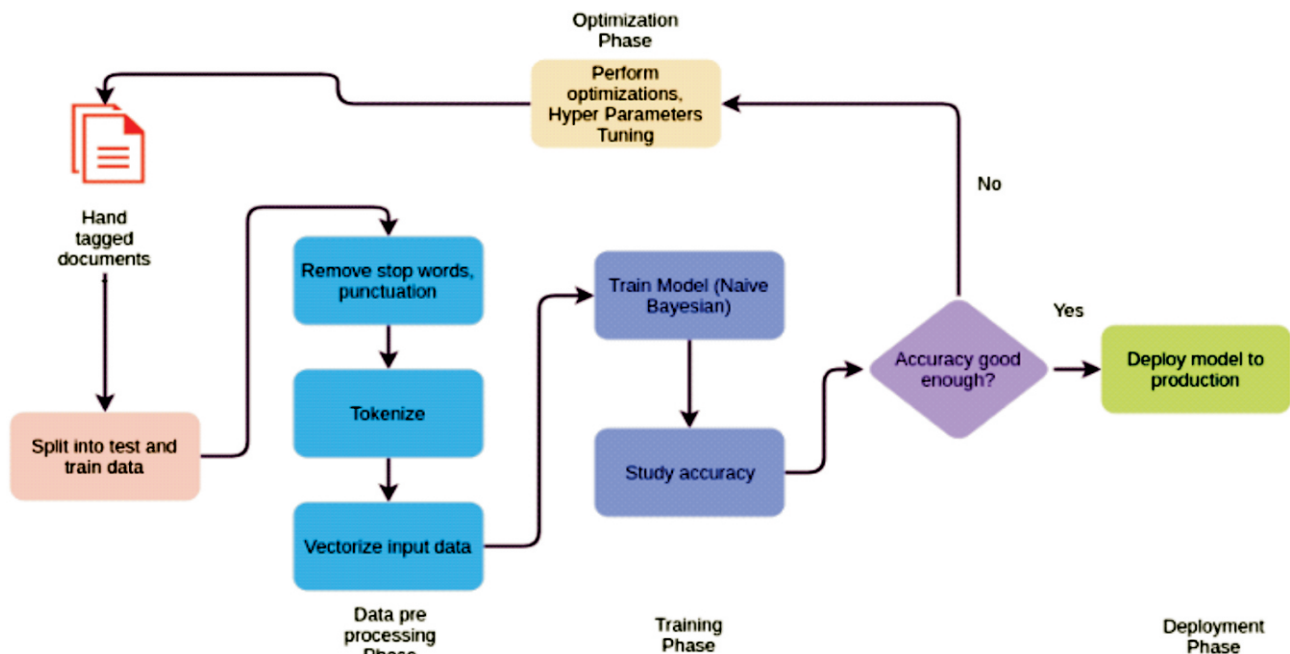 Optimization
Phase
Perform
optimizations,
Hyper Parameters
Tuning
No
Hand
tagged
documents
Split into test and
train data
Remove stop words,
punctuation
Tokenize
Vectorize input data
Data pre
processing
Phase
Train Model (Naive
Bayesian)
Study accuracy
Training
Phase
Accuracy good
enough?
Yes
Deploy model to
production
Deployment
Phase